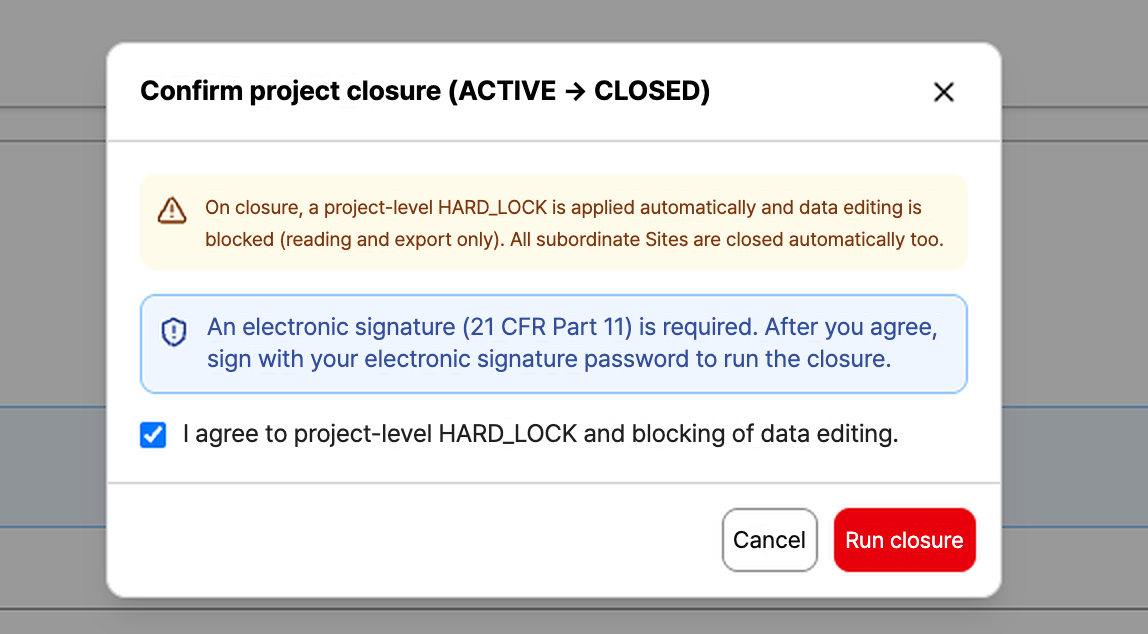 Confirm project closure (ACTIVE → CLOSED)
On closure, a project-level HARD_LOCK is applied automatically and data editing is
blocked (reading and export only). All subordinate Sites are closed automatically too.
An electronic signature (21 CFR Part 11) is required. After you agree,
sign with your electronic signature password to run the closure.
I agree to project-level HARD_LOCK and blocking of data editing.
Cancel
Run closure